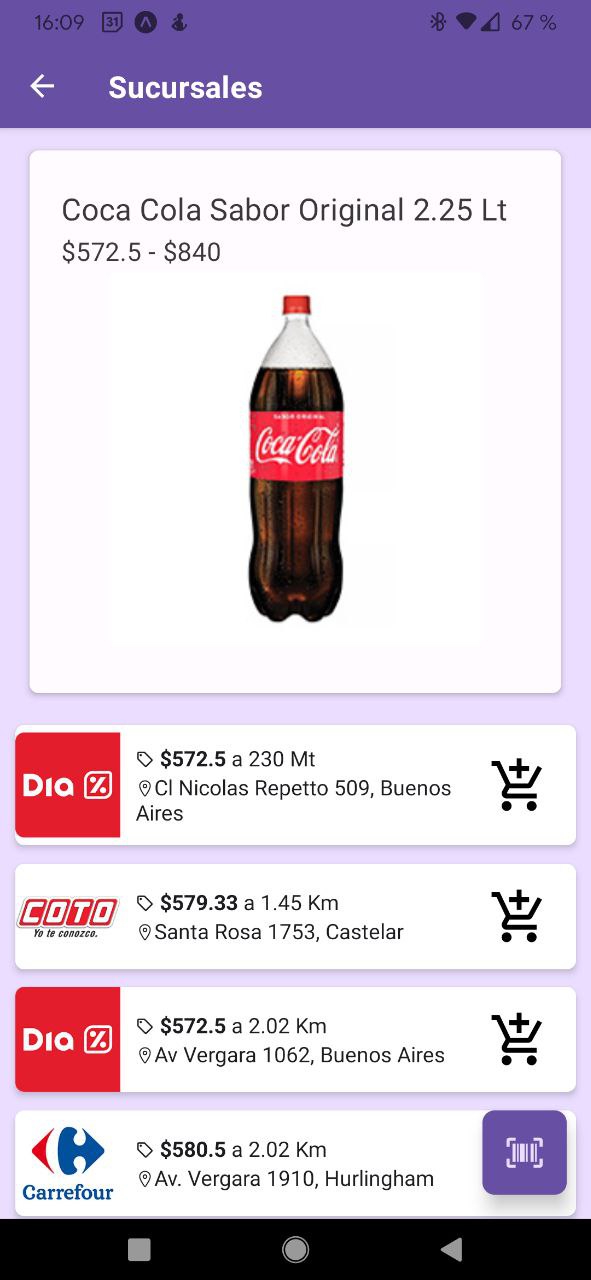 16:09 31 67 %
Sucursales
Coca Cola Sabor Original 2.25 Lt
$572.5 - $840
SABOR ORIGINAL
Coca-Cola
DIa %
$572.5 a 230 Mt
Cl Nicolas Repetto 509, Buenos
Aires
COTO
Yo te conozco.
$579.33 a 1.45 Km
Santa Rosa 1753, Castelar
DIa %
$572.5 a 2.02 Km
Av Vergara 1062, Buenos Aires
Carrefour
$580.5 a 2.02 Km
Av. Vergara 1910, Hurlingham